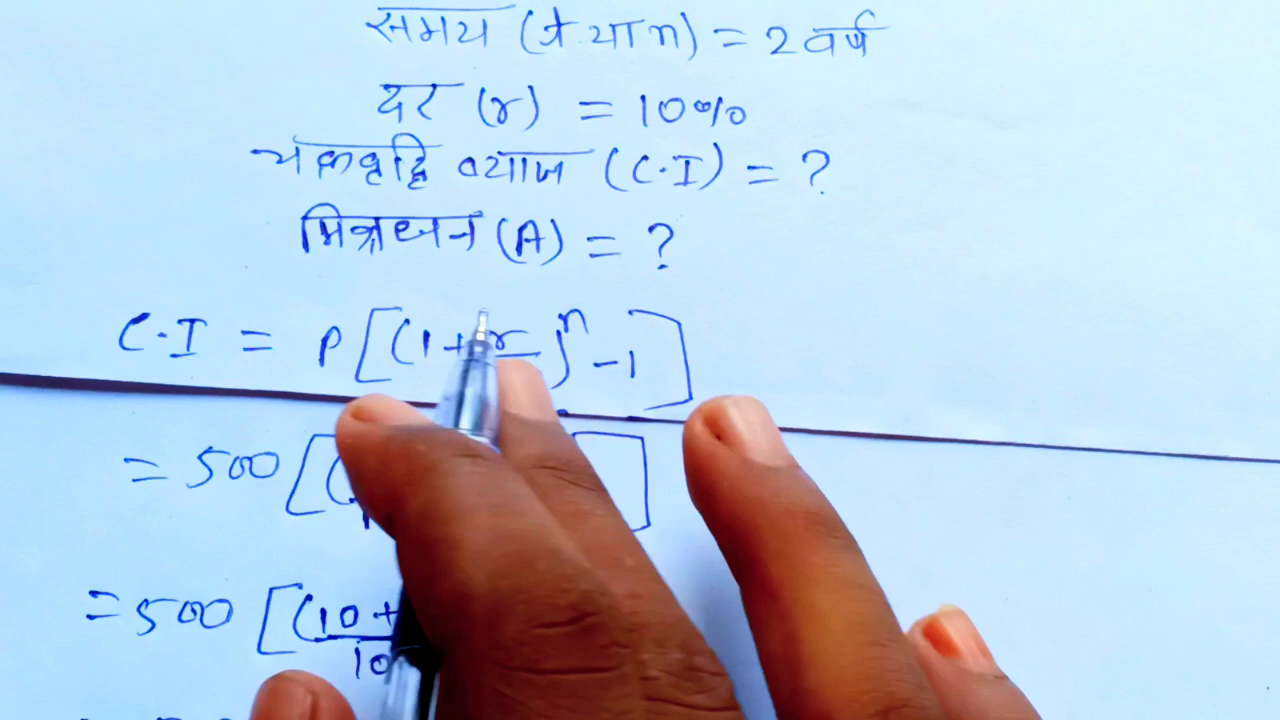 समय (t या n) = 2 वर्ष
दर (r) = 10%
चक्रवृद्धि ब्याज (C.I) = ?
मिश्रधन (A) = ?
C.I = P[(1+r)^n -1]
= 500[(
= 500[(10+
10